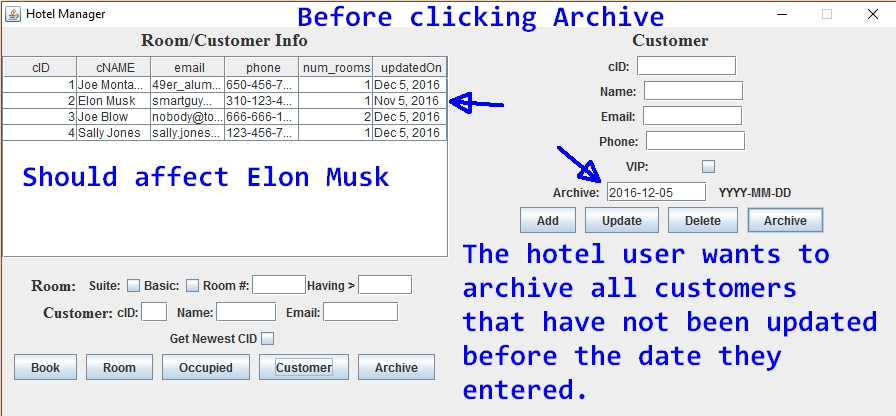 Hotel Manager
Before clicking Archive
Room/Customer Info
Customer
cID cNAME email phone num_rooms updatedOn
1 Joe Monta... 49er_alum... 650-456-7... 1 Dec 5, 2016
2 Elon Musk smartguy... 310-123-4... 1 Nov 5, 2016
3 Joe Blow nobody@to... 666-666-1... 2 Dec 5, 2016
4 Sally Jones sally.jones... 123-456-7... 1 Dec 5, 2016
Should affect Elon Musk
cID:
Name:
Email:
Phone:
VIP:
Archive: 2016-12-05 YYYY-MM-DD
Add Update Delete Archive
The hotel user wants to
archive all customers
that have not been updated
before the date they
entered.
Room: Suite: Basic: Room #: Having >
Customer: cID: Name: Email:
Get Newest CID
Book Room Occupied Customer Archive